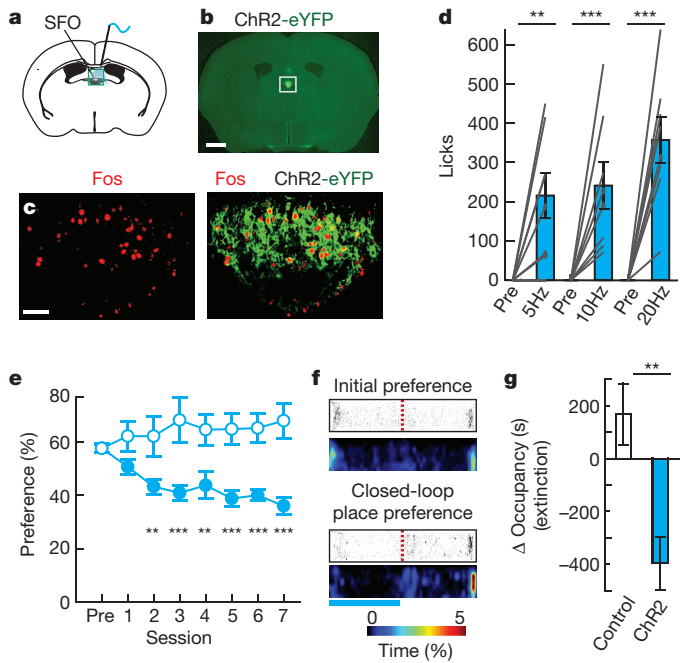 a
SFO
b
ChR2-eYFP
Fos
Fos ChR2-eYFP
c
d
** *** ***
600
500
400
300
200
100
0
Licks
Pre 5Hz Pre 10Hz Pre 20Hz
e
80
60
40
20
0
Preference (%)
** *** ** *** *** ***
Pre 1 2 3 4 5 6 7
Session
f
Initial preference
Closed-loop
place preference
0 5
Time (%)
g
**
200
0
−200
−400
Δ Occupancy (s)
(extinction)
Control
ChR2